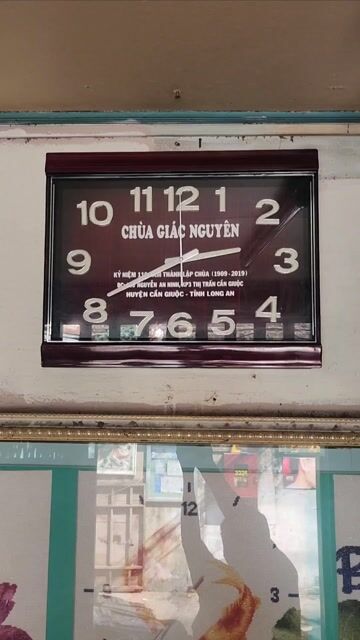 11 12 1
10 2
CHÙA GIÁC NGUYÊN
9 3
KỶ NIỆM 110 NĂM THÀNH LẬP CHÙA (1909-2019)
NGUYỄN AN NINH, KP3 THỊ TRẤN CẦN GIUỘC
HUYỆN CẦN GIUỘC - TỈNH LONG AN
8 4
7 6 5
12
3